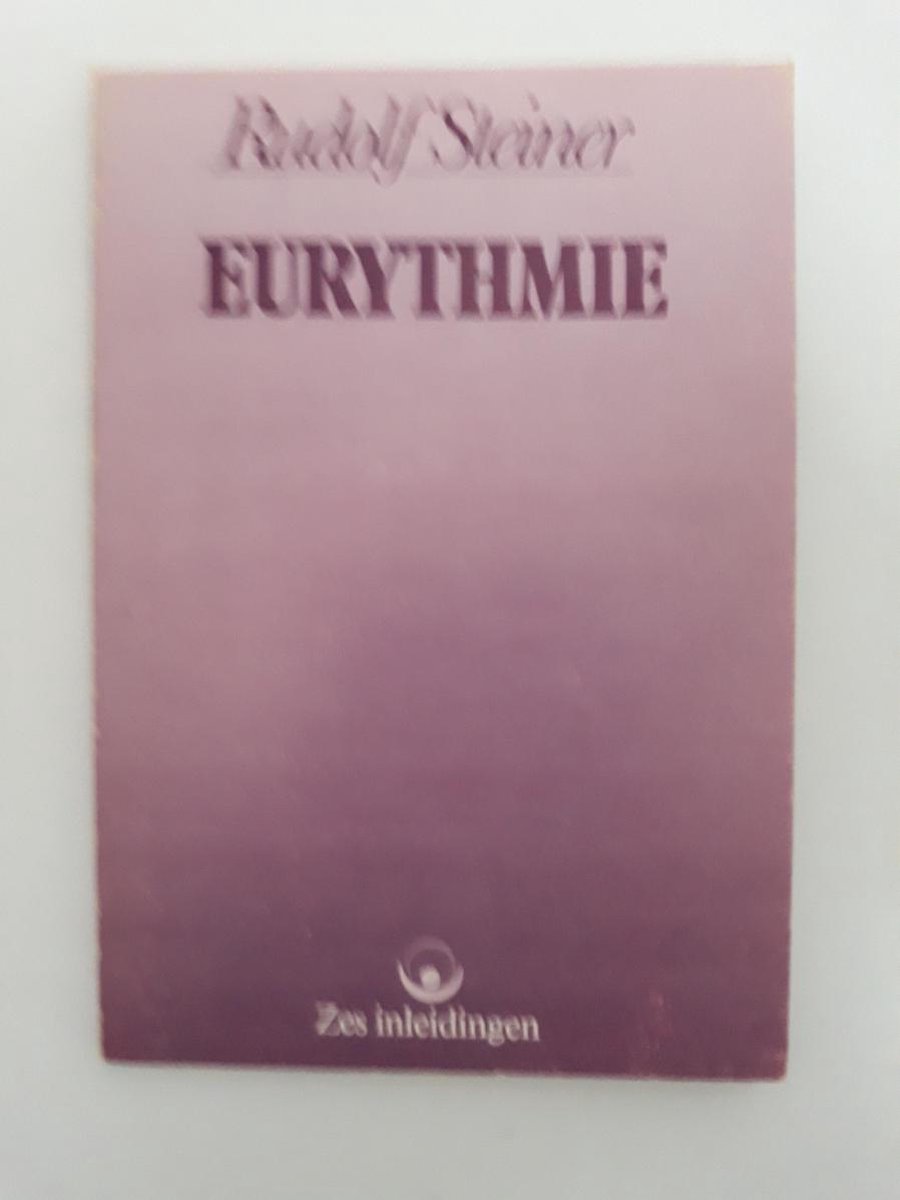 Rudolf Steiner
EURYTHMIE
Zes inleidingen